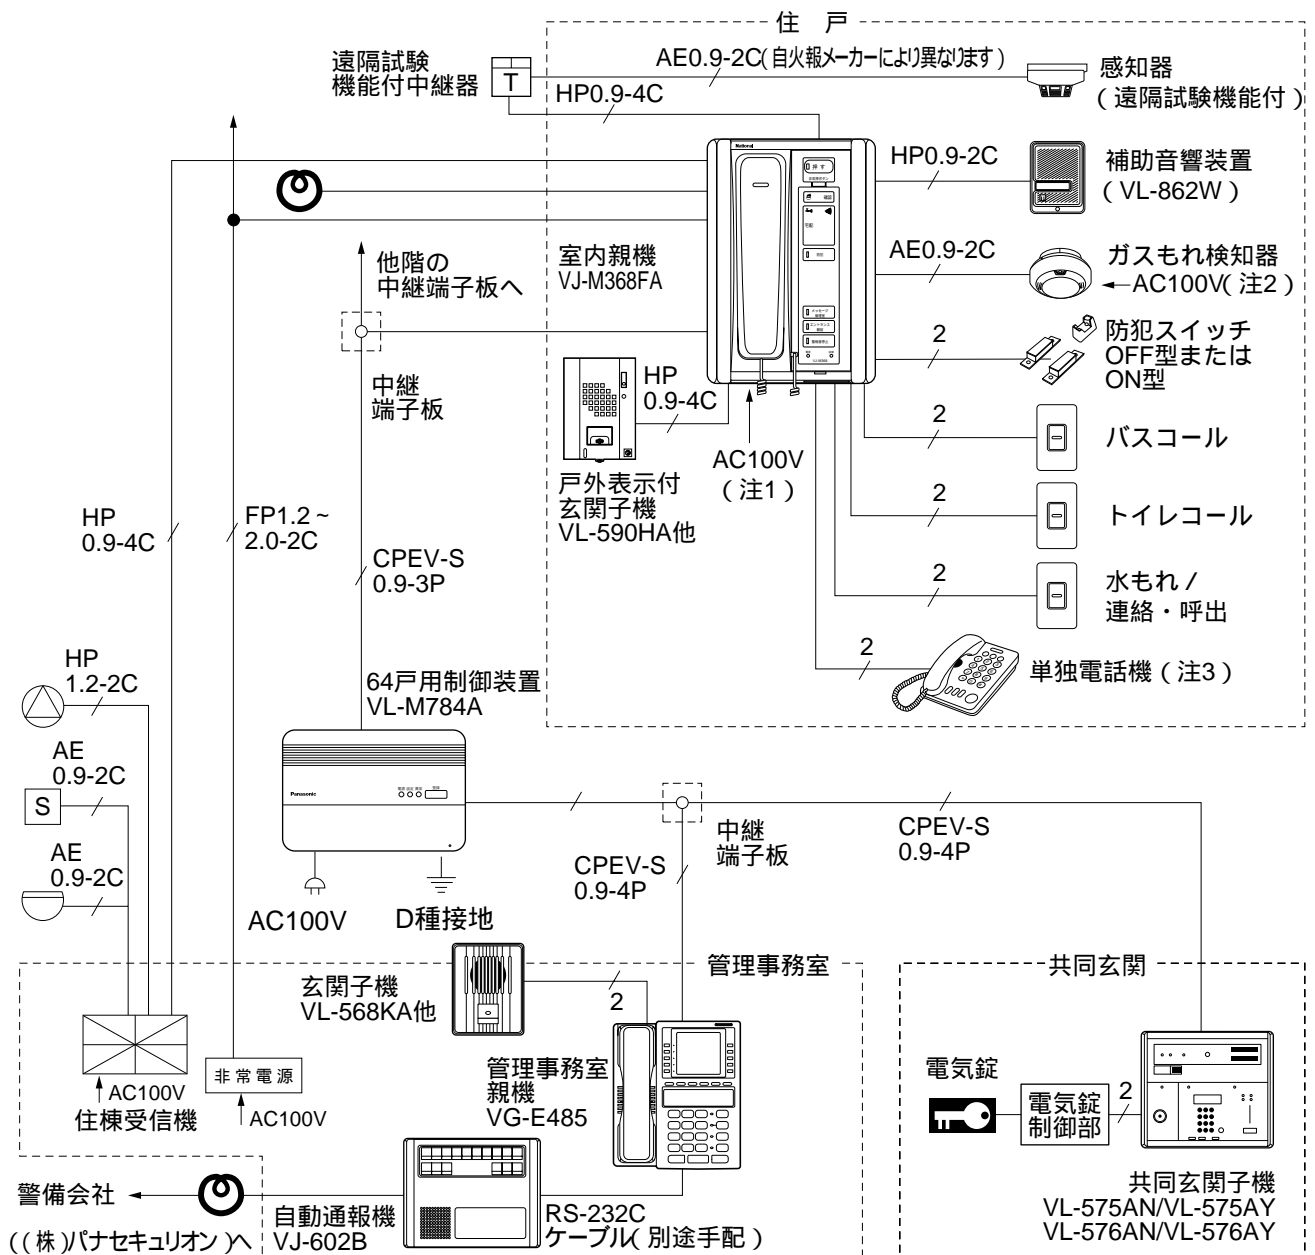 住 戸
遠隔試験
機能付中継器
T
AE0.9-2C(自火報メーカーにより異なります)
HP0.9-4C
感知器
(遠隔試験機能付)
National
押す
確認
HP0.9-2C
補助音響装置
(VL-862W)
他階の
中継端子板へ
室内親機
VJ-M368FA
AE0.9-2C
ガスもれ検知器
←AC100V(注2)
2
防犯スイッチ
OFF型または
ON型
中継
端子板
HP
0.9-4C
AC100V
(注1)
2
バスコール
戸外表示付
玄関子機
VL-590HA他
2
トイレコール
HP
0.9-4C
FP1.2~
2.0-2C
CPEV-S
0.9-3P
2
水もれ/
連絡・呼出
2
単独電話機(注3)
HP
1.2-2C
64戸用制御装置
VL-M784A
AE
0.9-2C
S
Panasonic
AE
0.9-2C
中継
端子板
CPEV-S
0.9-4P
CPEV-S
0.9-4P
AC100V
D種接地
管理事務室
共同玄関
玄関子機
VL-568KA他
2
管理事務室
親機
VG-E485
非常電源
AC100V
住棟受信機
AC100V
電気錠
電気錠
制御部
2
警備会社
((株)パナセキュリオン)へ
自動通報機
VJ-602B
RS-232C
ケーブル(別途手配)
共同玄関子機
VL-575AN/VL-575AY
VL-576AN/VL-576AY